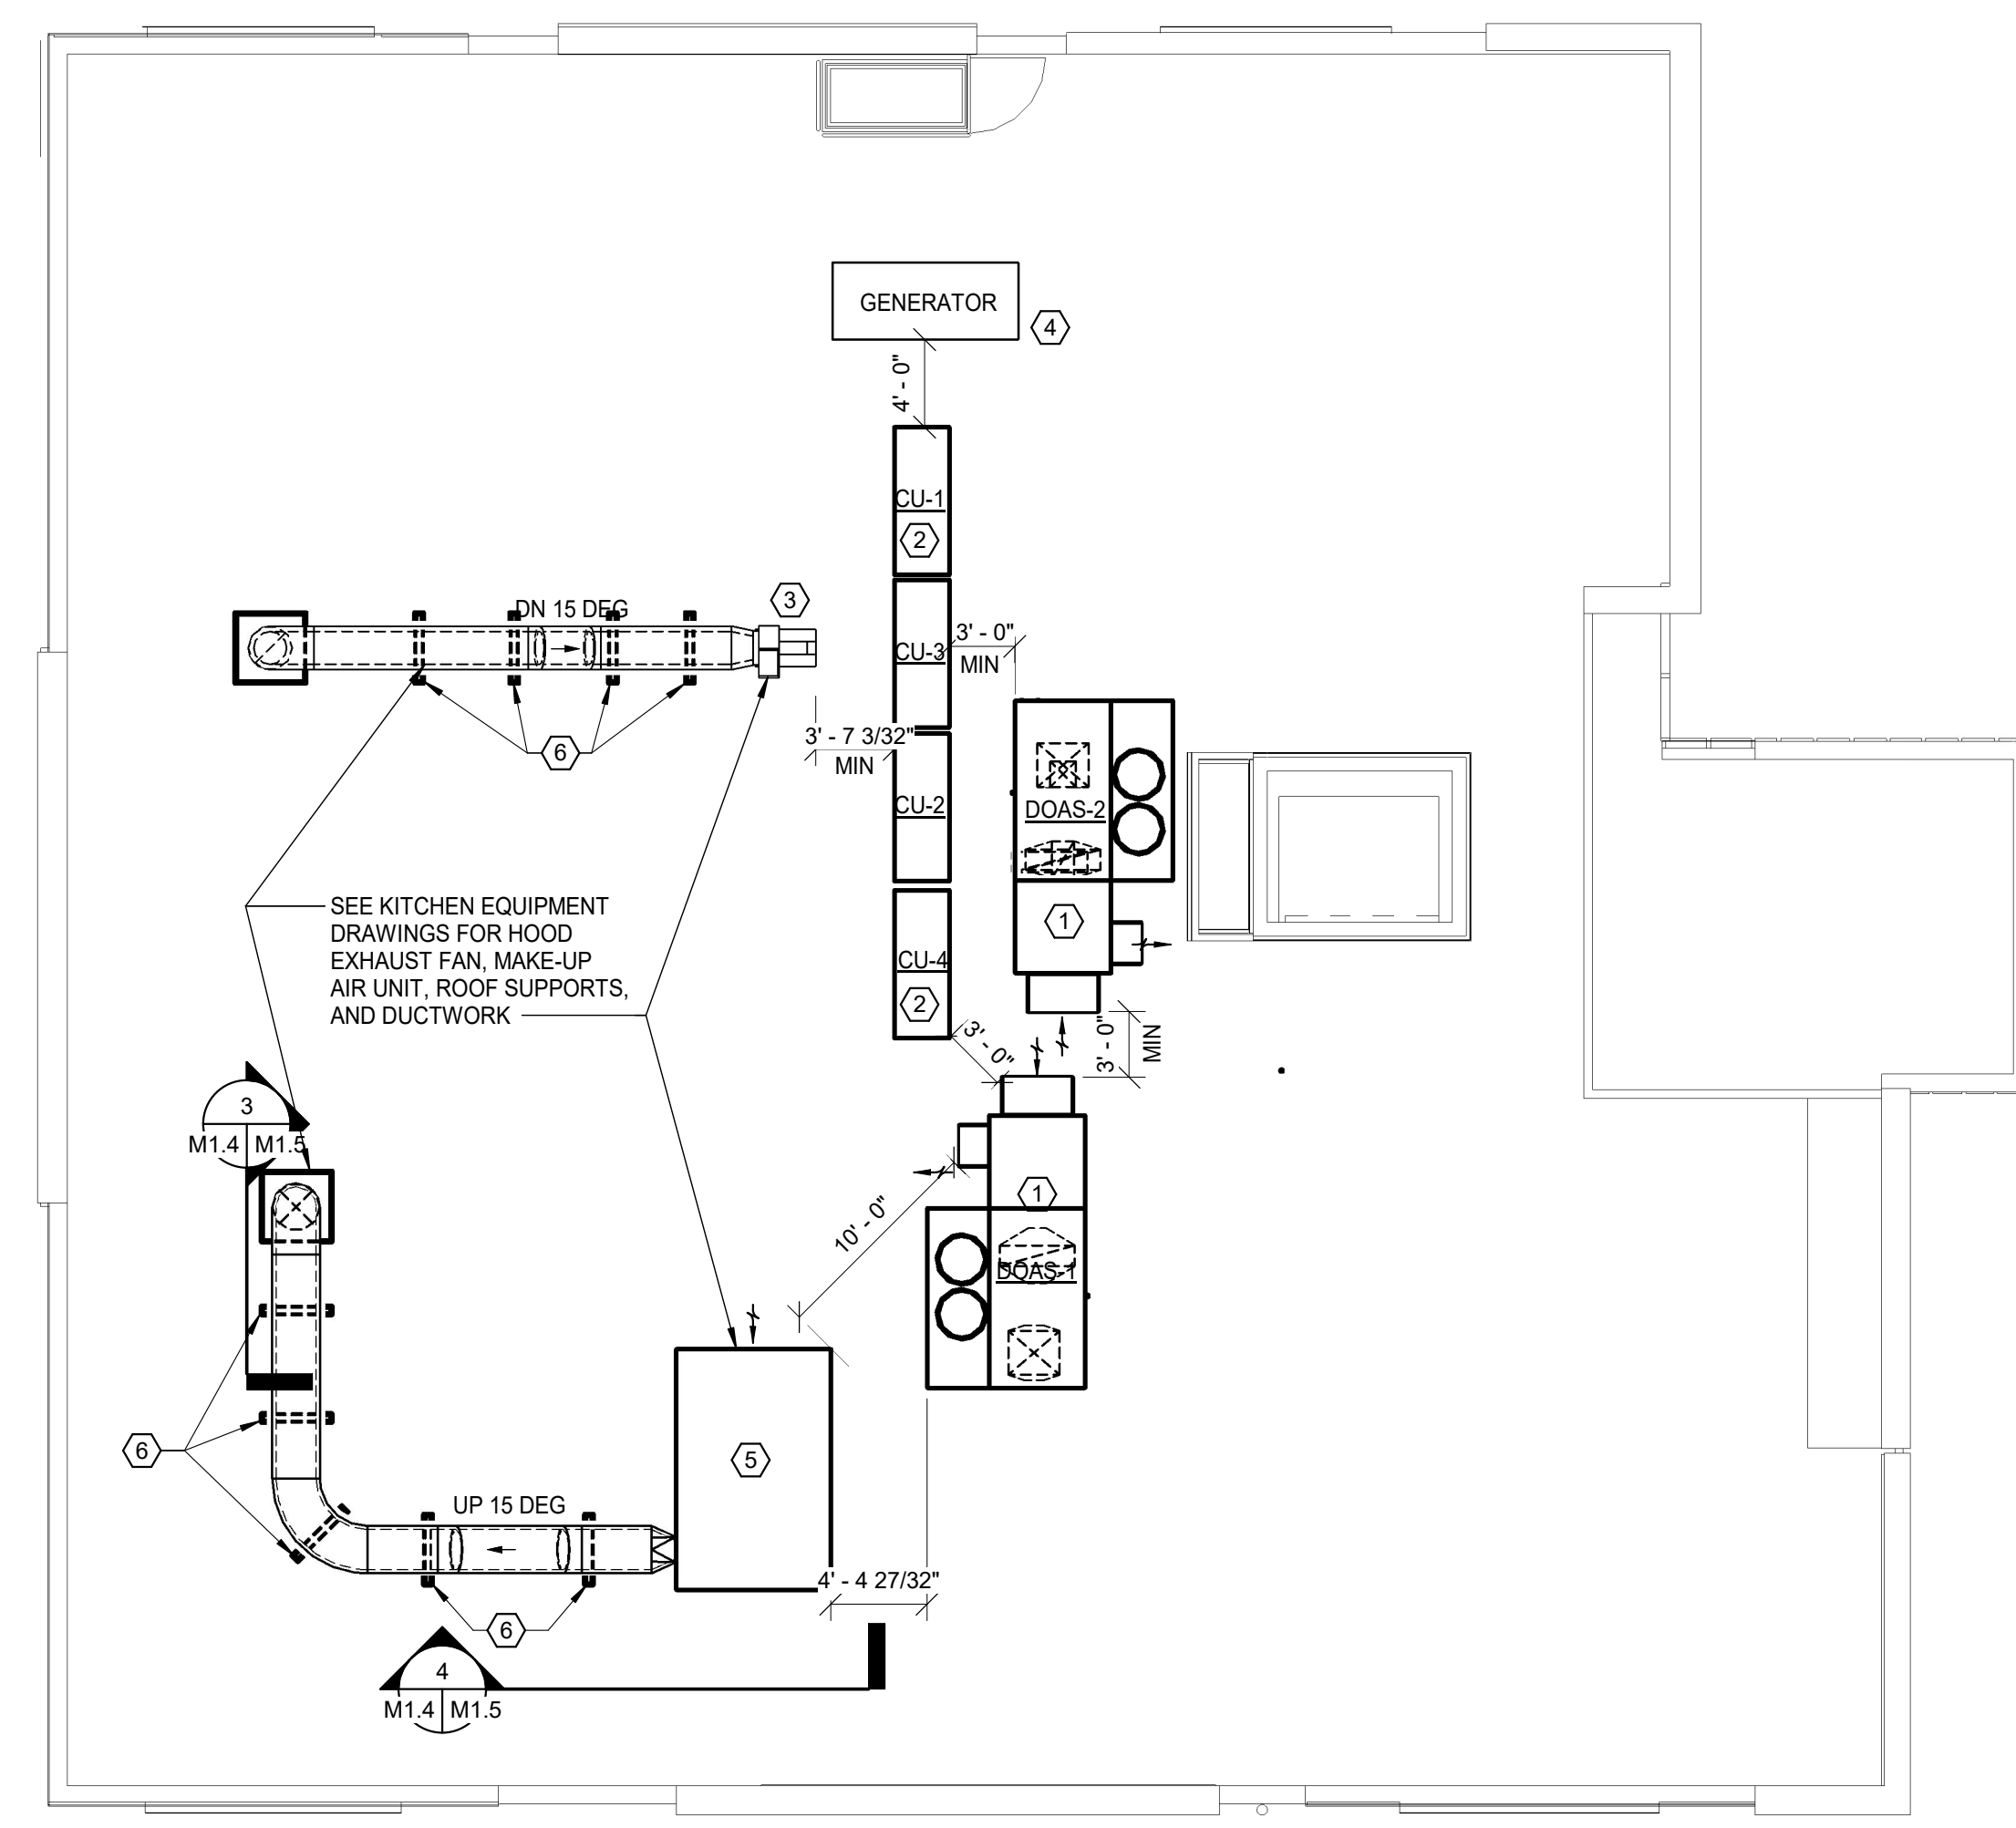 GENERATOR
4
4' - 0"
CU-1
2
DN 15 DEG
3
CU-3
3' - 0"
MIN
3' - 7 3/32"
MIN
6
CU-2
DOAS-2
SEE KITCHEN EQUIPMENT
DRAWINGS FOR HOOD
EXHAUST FAN, MAKE-UP
AIR UNIT, ROOF SUPPORTS,
AND DUCTWORK
1
CU-4
2
3' - 0"
3' - 0"
MIN
3
M1.4 M1.5
1
10' - 0"
DOAS-1
6
5
UP 15 DEG
4' - 4 27/32"
6
4
M1.4 M1.5